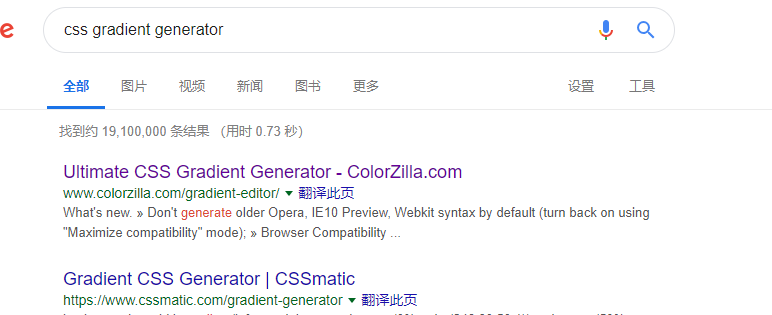 e
css gradient generator
全部 图片 视频 新闻 图书 更多 设置 工具
找到约 19,100,000 条结果 （用时 0.73 秒）
Ultimate CSS Gradient Generator - ColorZilla.com
www.colorzilla.com/gradient-editor/ 翻译此页
What's new. » Don't generate older Opera, IE10 Preview, Webkit syntax by default (turn back on using
"Maximize compatibility" mode); » Browser Compatibility ...
Gradient CSS Generator | CSSmatic
https://www.cssmatic.com/gradient-generator 翻译此页